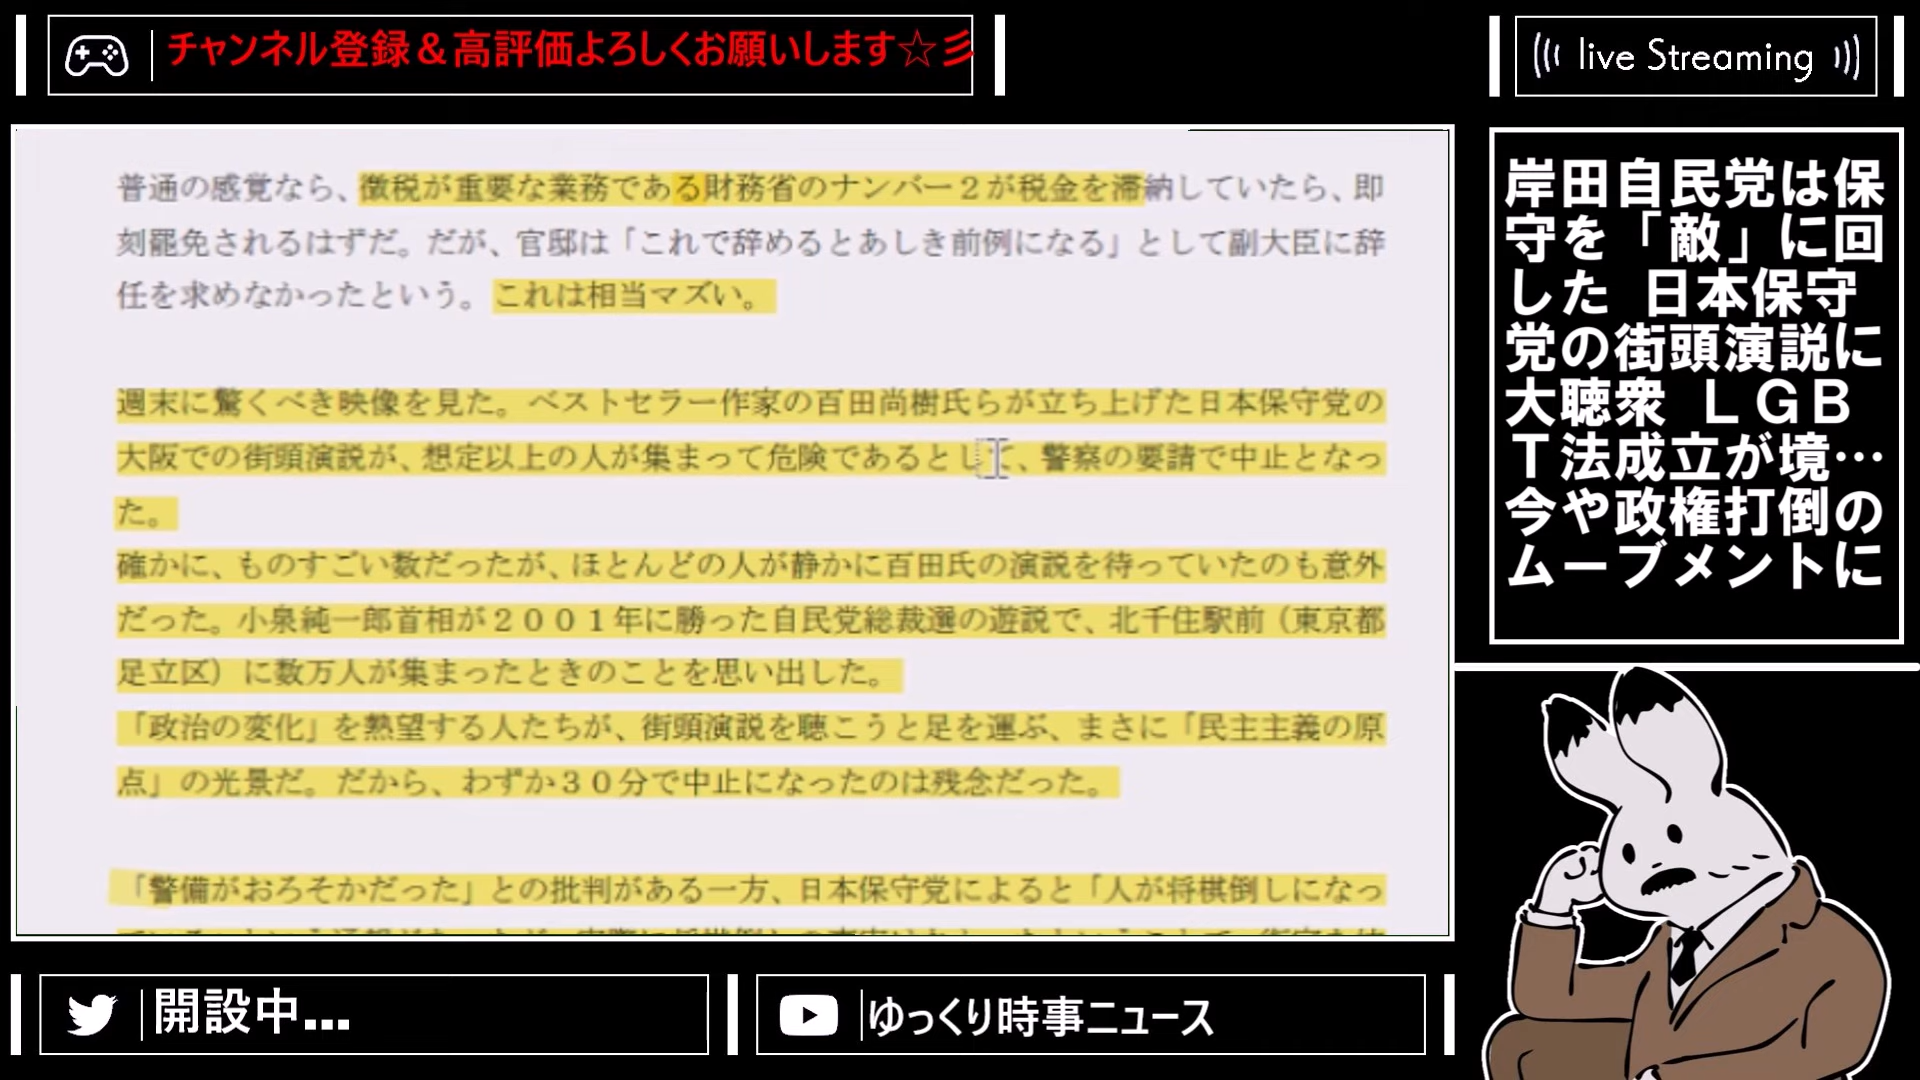 チャンネル登録＆高評価よろしくお願いします☆彡
live Streaming
普通の感覚なら、徴税が重要な業務である財務省のナンバー２が税金を滞納していたら、即
刻罷免されるはずだ。だが、官邸は「これで辞めるとあしき前例になる」として副大臣に辞
任を求めなかったという。これは相当マズい。
週末に驚くべき映像を見た。ベストセラー作家の百田尚樹氏らが立ち上げた日本保守党の
大阪での街頭演説が、想定以上の人が集まって危険であるとして、警察の要請で中止となっ
た。
確かに、ものすごい数だったが、ほとんどの人が静かに百田氏の演説を待っていたのも意外
だった。小泉純一郎首相が２００１年に勝った自民党総裁選の遊説で、北千住駅前（東京都
足立区）に数万人が集まったときのことを思い出した。
「政治の変化」を熱望する人たちが、街頭演説を聴こうと足を運ぶ、まさに「民主主義の原
点」の光景だ。だから、わずか３０分で中止になったのは残念だった。
「警備がおろそかだった」との批判がある一方、日本保守党によると「人が将棋倒しになっ
岸田自民党は保
守を「敵」に回
した 日本保守
党の街頭演説に
大聴衆 ＬＧＢ
Ｔ法成立が境…
今や政権打倒の
ムーブメントに
開設中...
ゆっくり時事ニュース